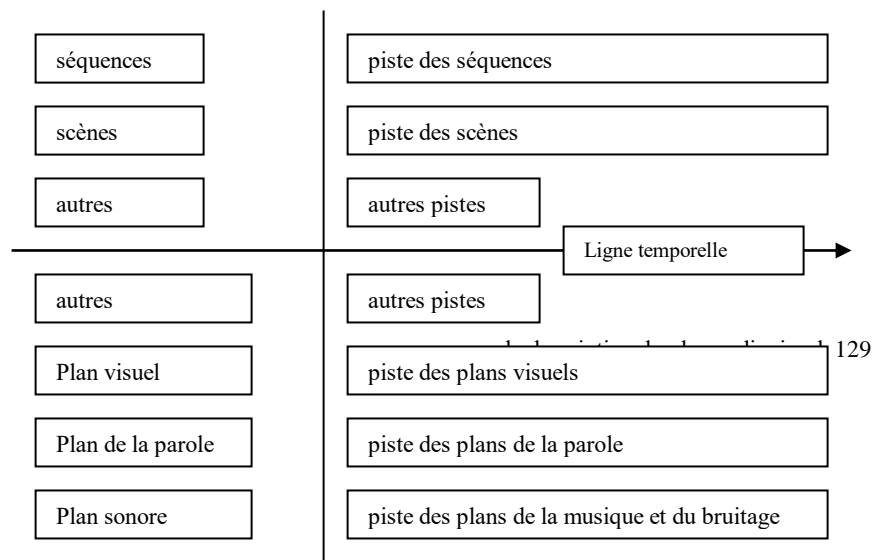 séquences piste des séquences
scènes piste des scènes
autres autres pistes
Ligne temporelle
autres autres pistes
129
Plan visuel piste des plans visuels
Plan de la parole piste des plans de la parole
Plan sonore piste des plans de la musique et du bruitage